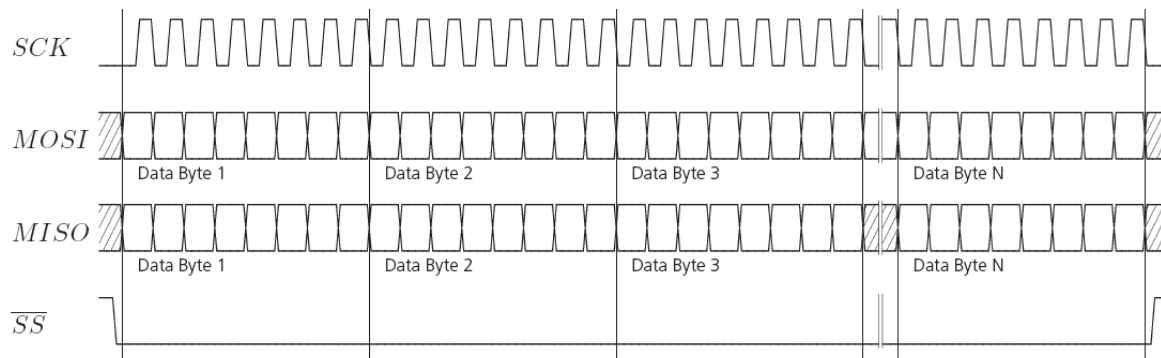 SCK
MOSI
Data Byte 1 Data Byte 2 Data Byte 3 Data Byte N
MISO
Data Byte 1 Data Byte 2 Data Byte 3 Data Byte N
S̅S̅